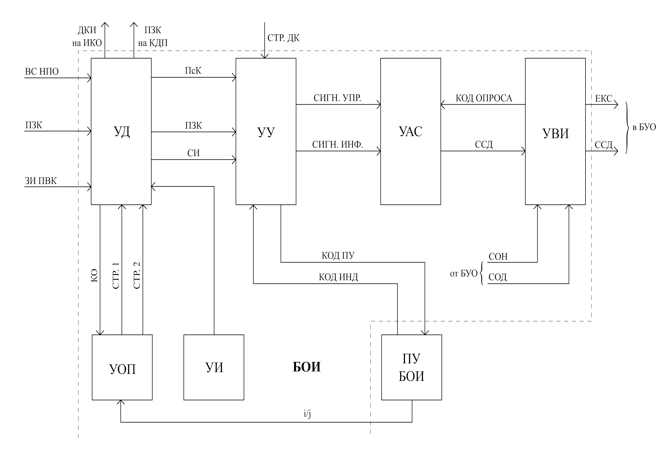 ДКИ
на ИКО
ПЗК
на КДП
СТР. ДК
ВС НПО
ПсК
СИГН. УПР.
КОД ОПРОСА
ЕКС
в БУО
ПЗК
УД
ПЗК
УУ
УАС
УВИ
СИ
СИГН. ИНФ.
ССД
ССД
ЗИ ПВК
КО
СТР. 1
СТР. 2
КОД ПУ
от БУО
СОН
КОД ИНД
СОД
УОП
УИ
БОИ
ПУ
БОИ
i/j